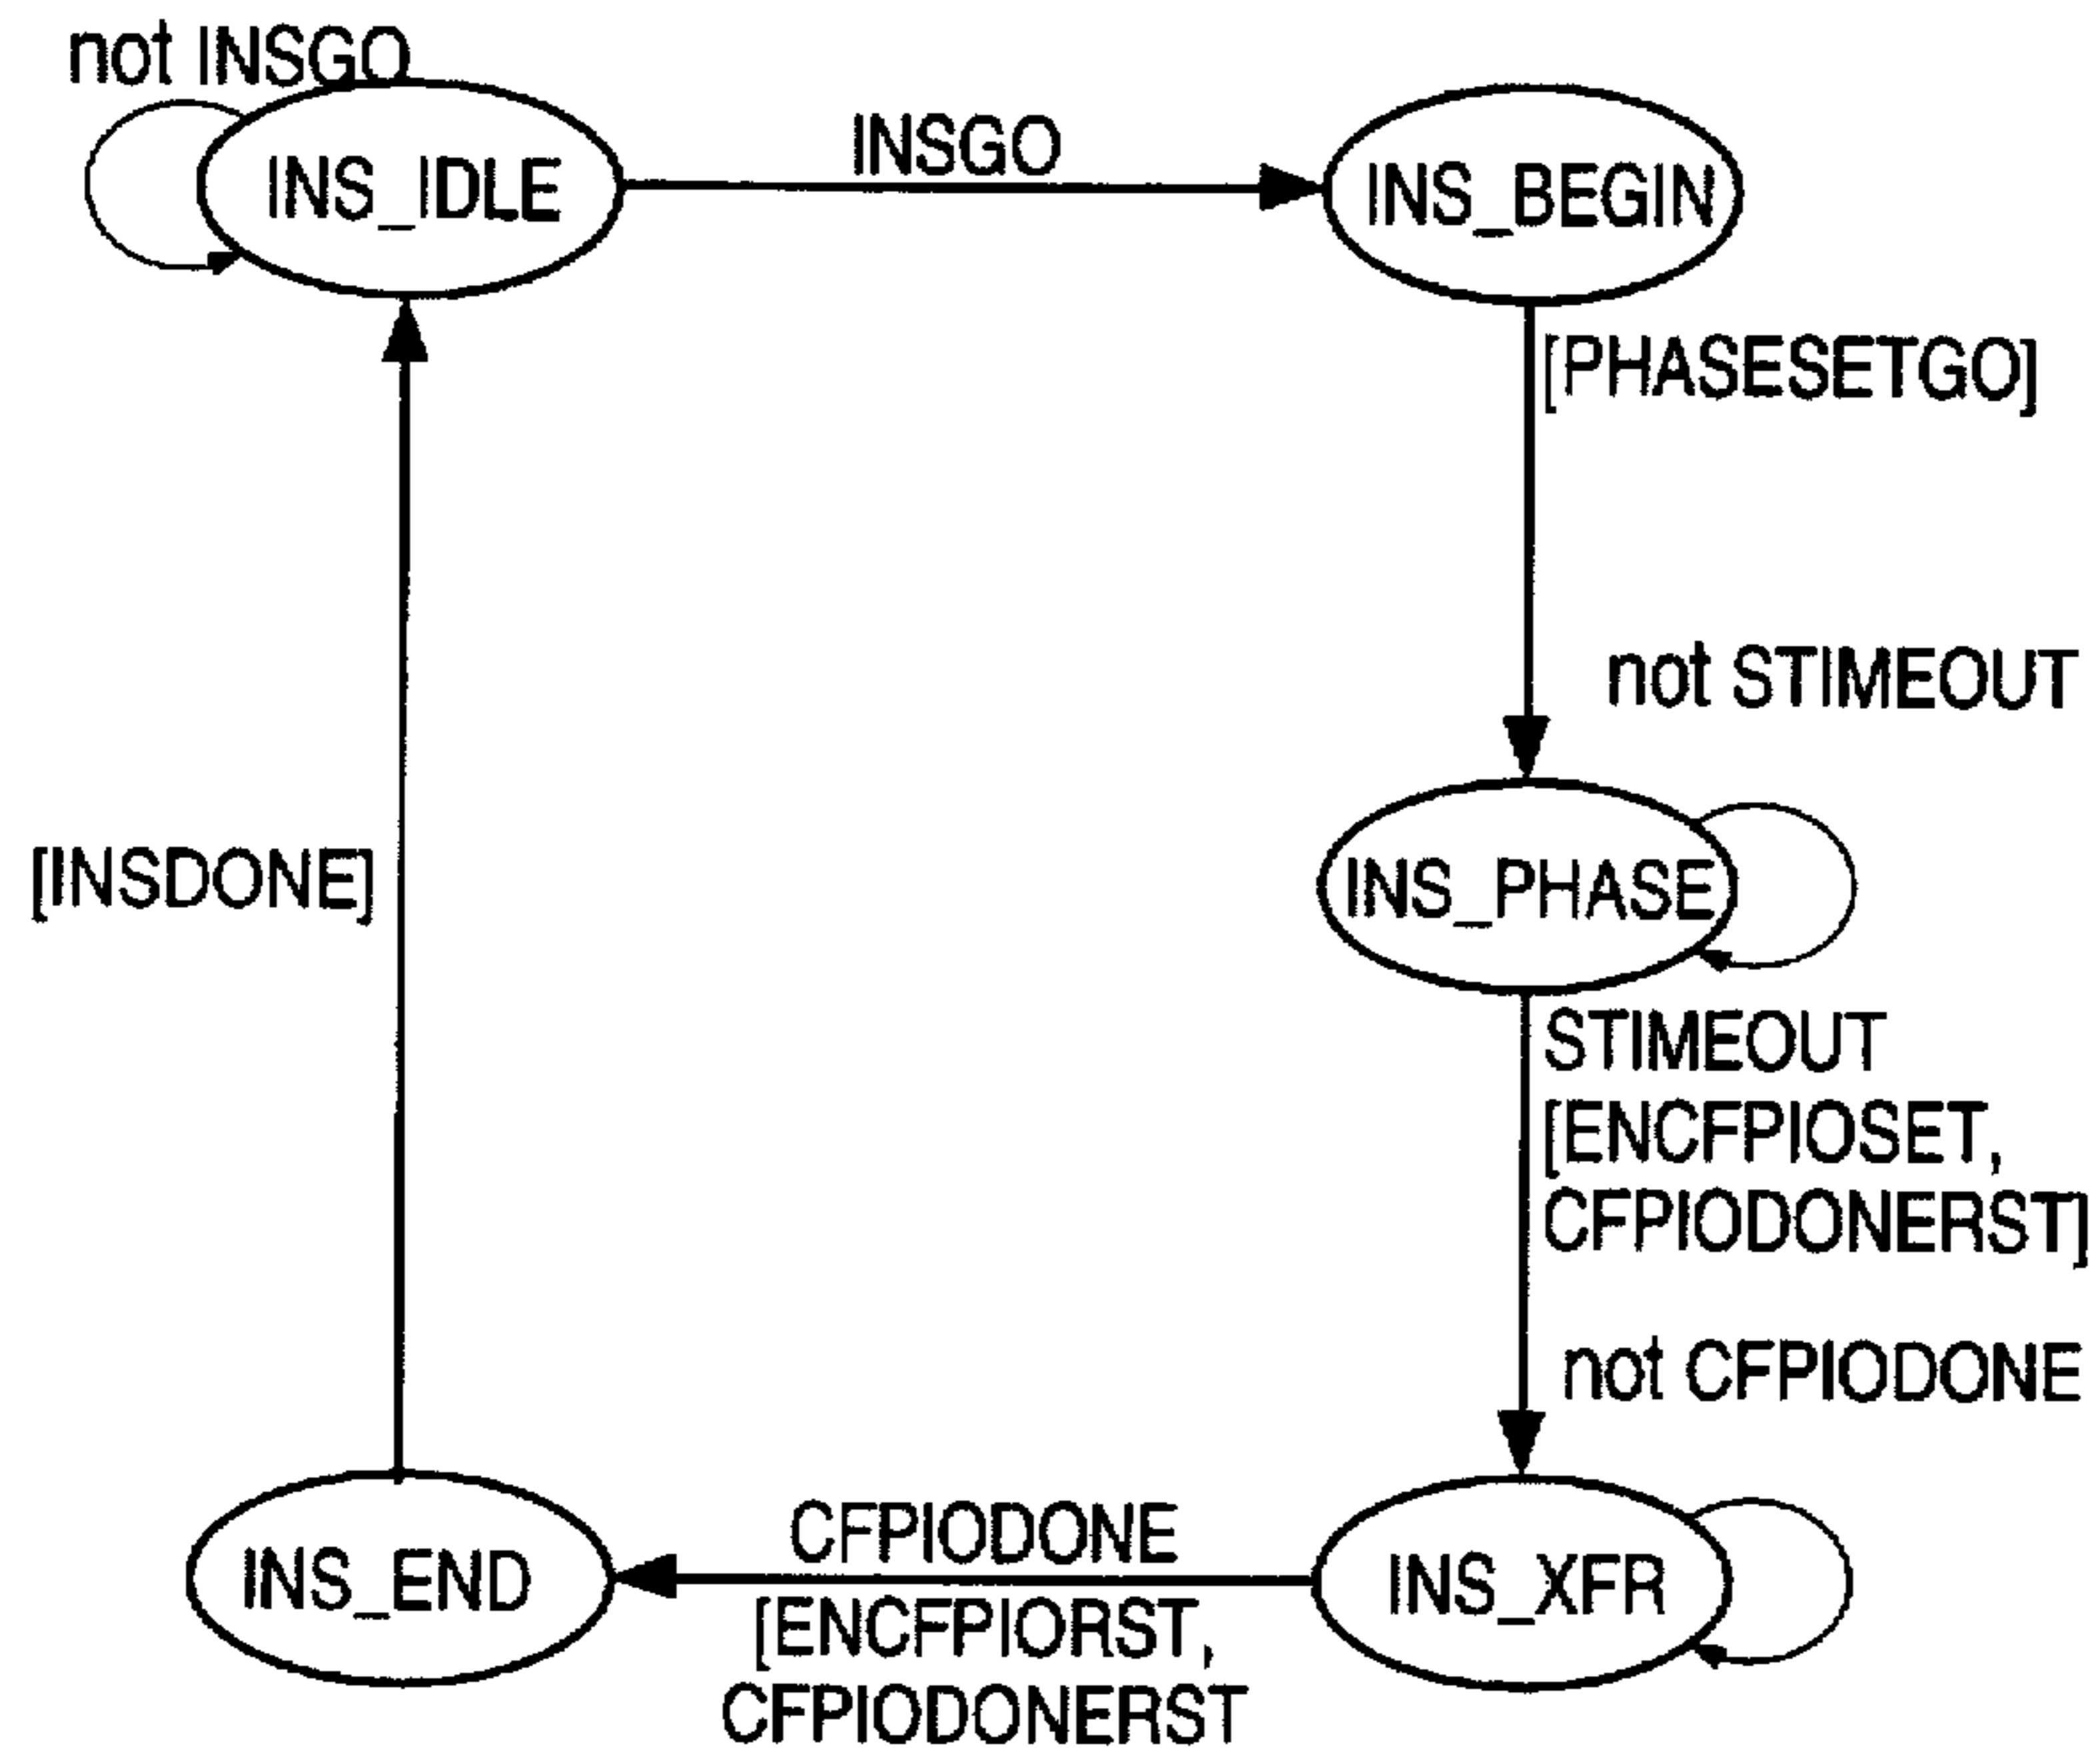 not INSGO
INS_IDLE
INSGO
INS_BEGIN
[PHASESETGO]
not STIMEOUT
INS_PHASE
[INSDONE]
STIMEOUT
[ENCFPIOSET,
CFPIODONERST]
not CFPIODONE
INS_END
CFPIODONE
[ENCFPIORST,
CFPIODONERST
INS_XFR